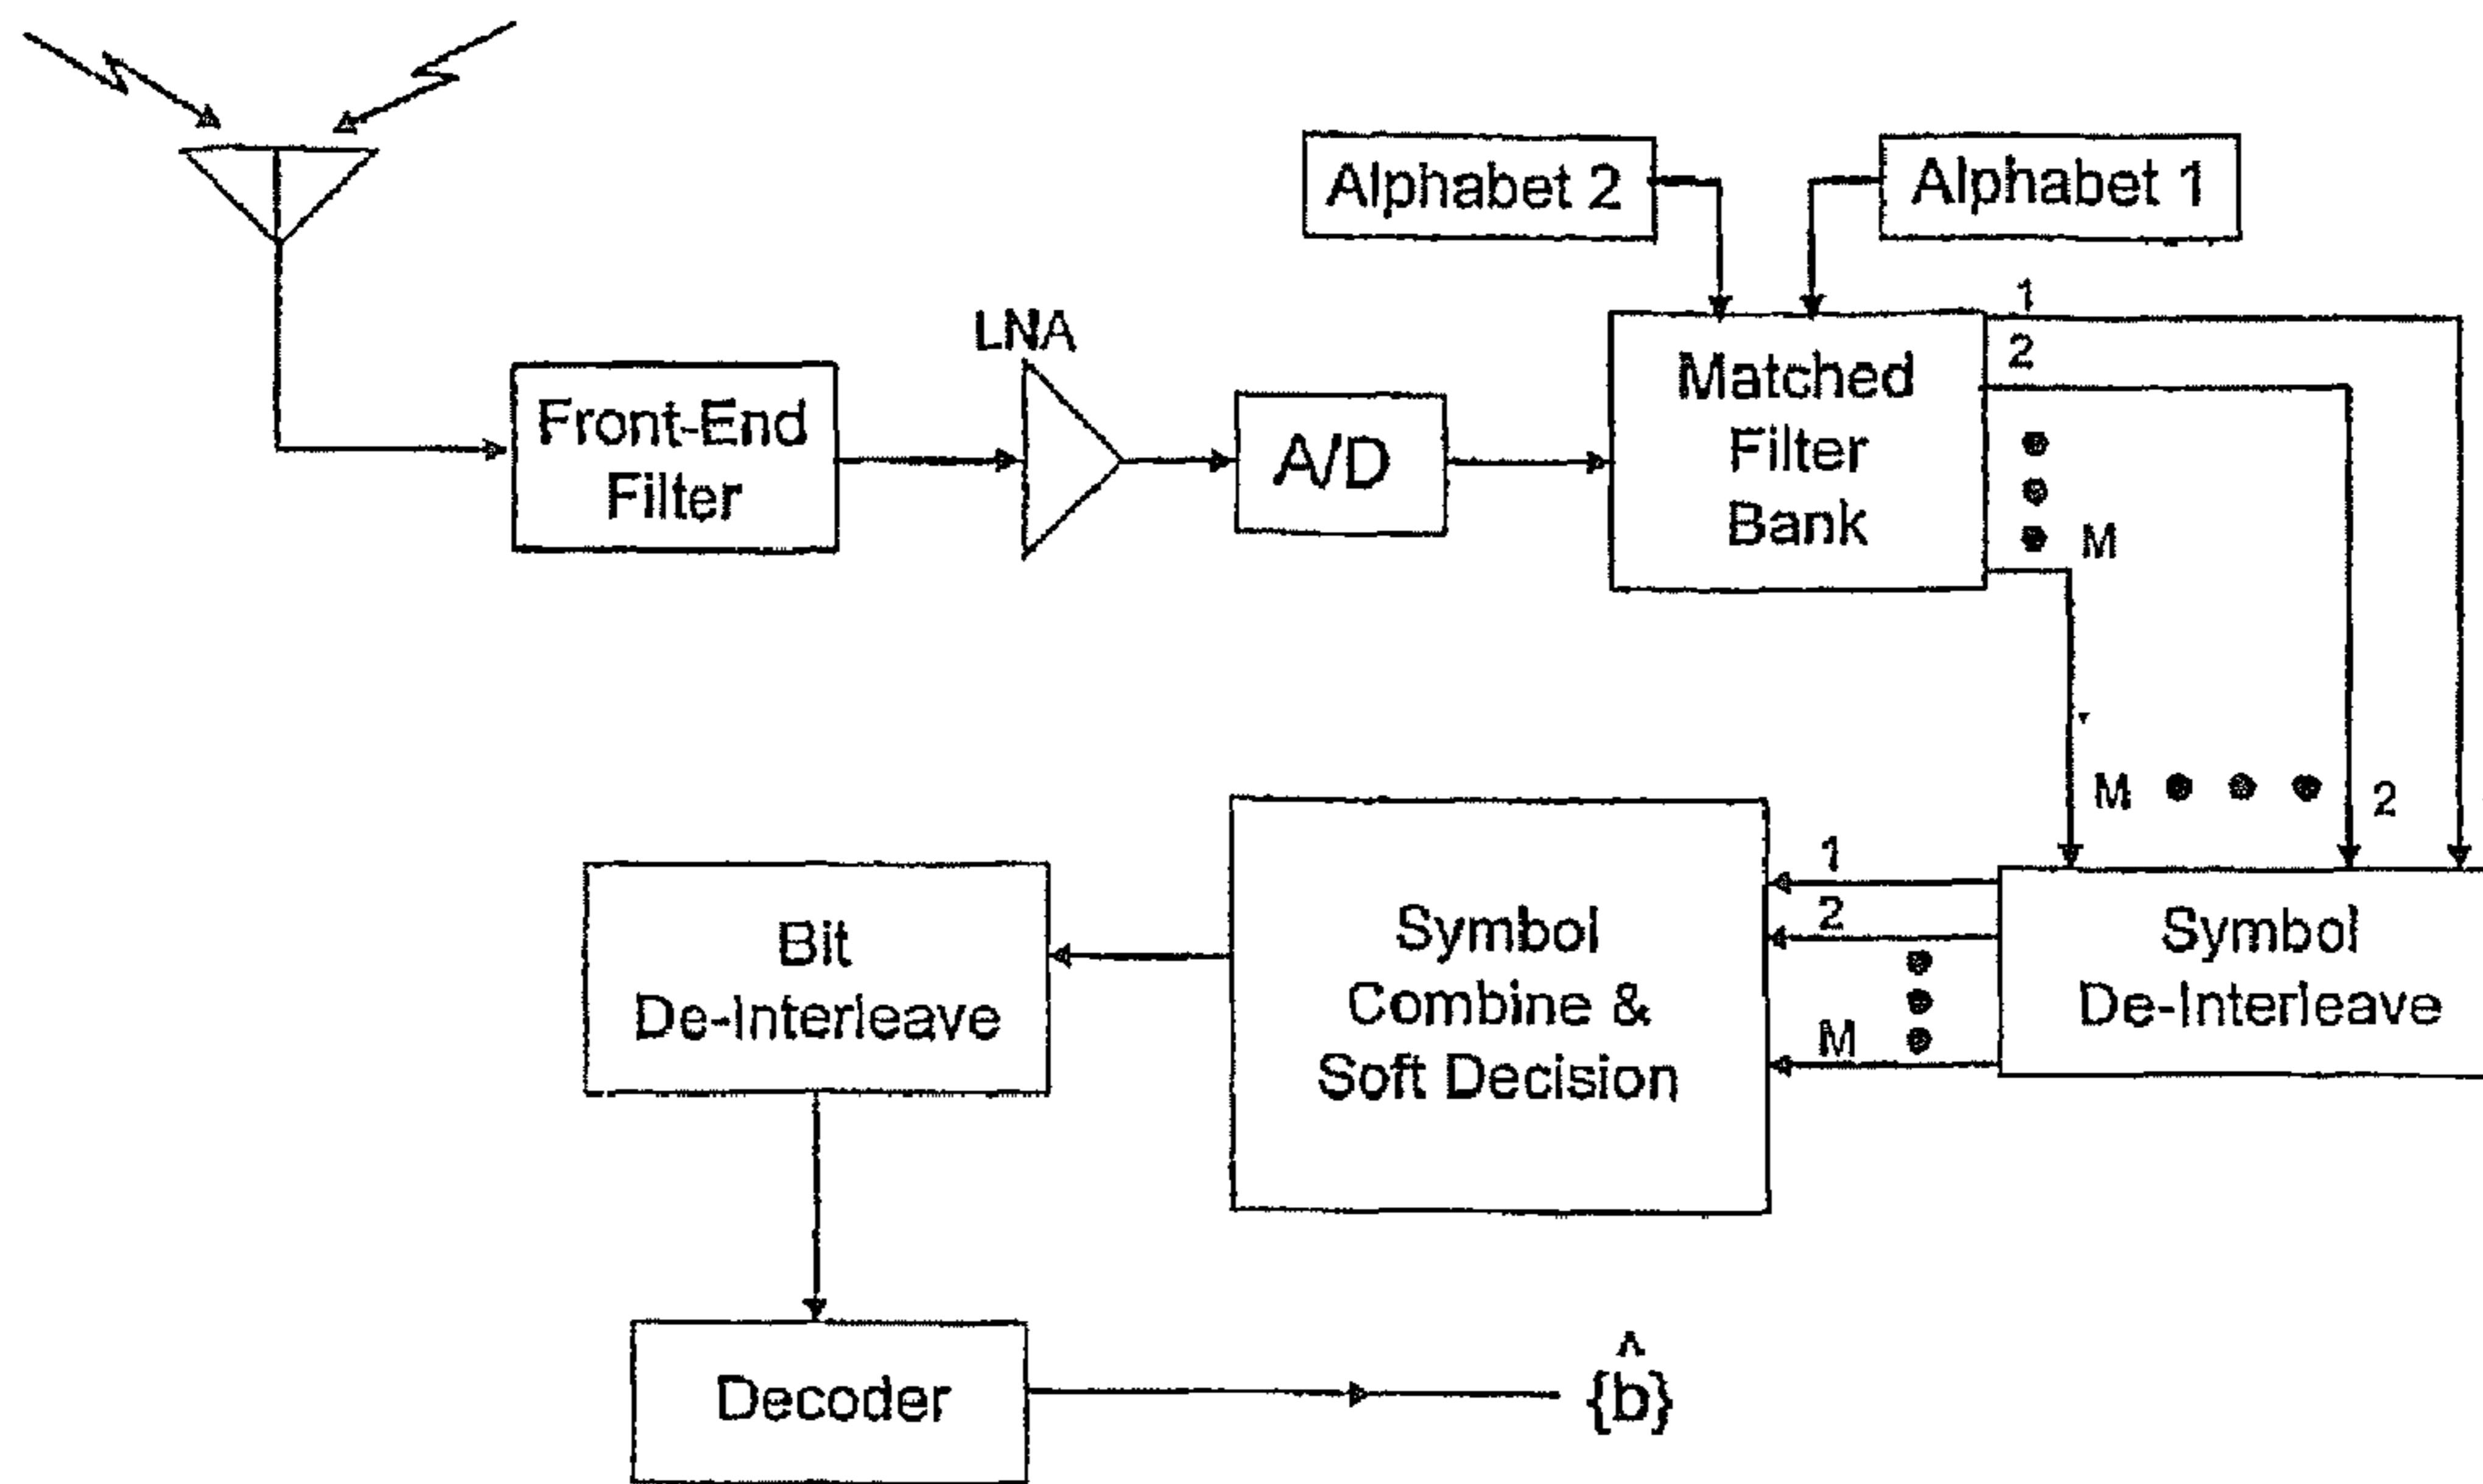 Alphabet 2
Alphabet 1
LNA
Front-End
Filter
A/D
Matched
Filter
Bank
1
2
M
M
2
1
2
M
Symbol
De-Interleave
Symbol
Combine &
Soft Decision
Bit
De-Interleave
Decoder
{b̂}